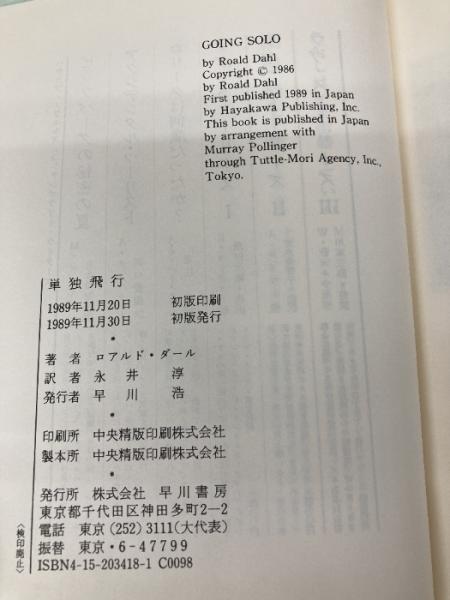 GOING SOLO
by Roald Dahl
Copyright © 1986
by Roald Dahl
First published 1989 in Japan
by Hayakawa Publishing, Inc.
This book is published in Japan
by arrangement with
Murray Pollinger
through Tuttle-Mori Agency, Inc.,
Tokyo.
単独飛行
1989年11月20日 初版印刷
1989年11月30日 初版発行
*
著者 ロアルド・ダール
訳者 永井淳
発行者 早川浩
*
印刷所 中央精版印刷株式会社
製本所 中央精版印刷株式会社
*
発行所 株式会社 早川書房
東京都千代田区神田多町2−2
電話 東京(252)3111(大代表)
振替 東京・6-47799
ISBN4-15-203418-1 C0098
〈検印廃止〉